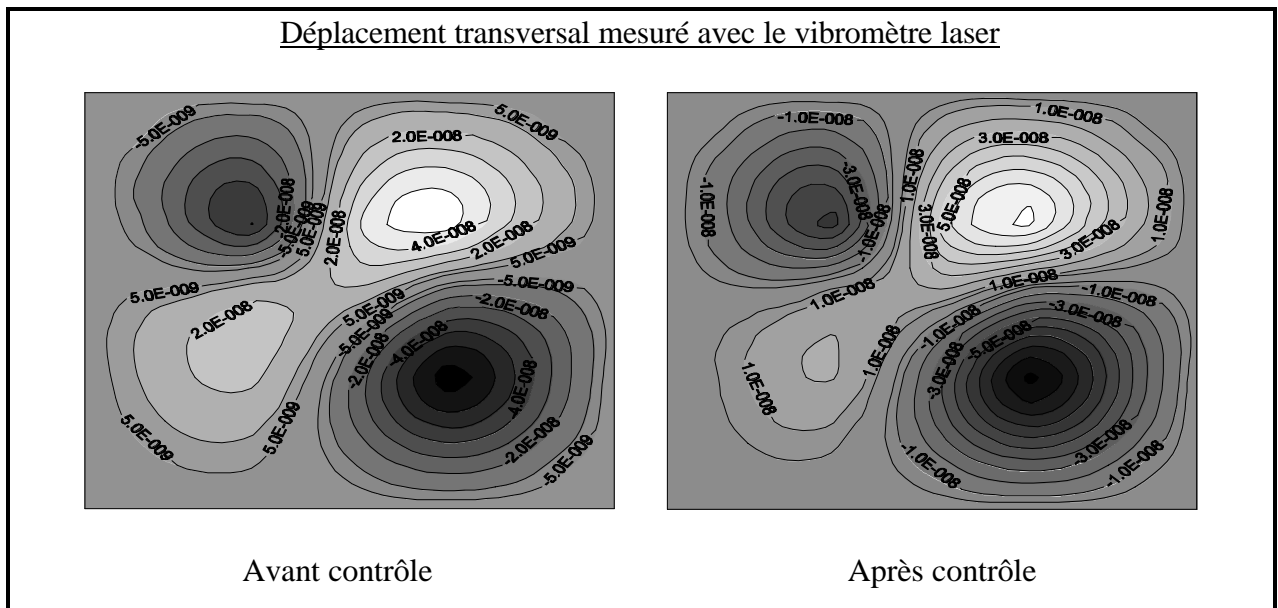 Déplacement transversal mesuré avec le vibromètre laser
-5.0E-009
5.0E-009
2.0E-008
-2.0E-008
-5.0E-009
5.0E-009
2.0E-008
4.0E-008
2.0E-008
5.0E-009
5.0E-009
2.0E-008
5.0E-009
-5.0E-009
-2.0E-008
-4.0E-008
-5.0E-009
-2.0E-008
-4.0E-008
5.0E-009
5.0E-009
-2.0E-008
-5.0E-009
-1.0E-008
1.0E-008
3.0E-008
-1.0E-008
-3.0E-008
-1.0E-008
1.0E-008
3.0E-008
5.0E-008
3.0E-008
1.0E-008
1.0E-008
1.0E-008
-1.0E-008
-3.0E-008
-1.0E-008
-5.0E-008
-3.0E-008
1.0E-008
1.0E-008
-1.0E-008
-3.0E-008
-1.0E-008
Avant contrôle
Après contrôle